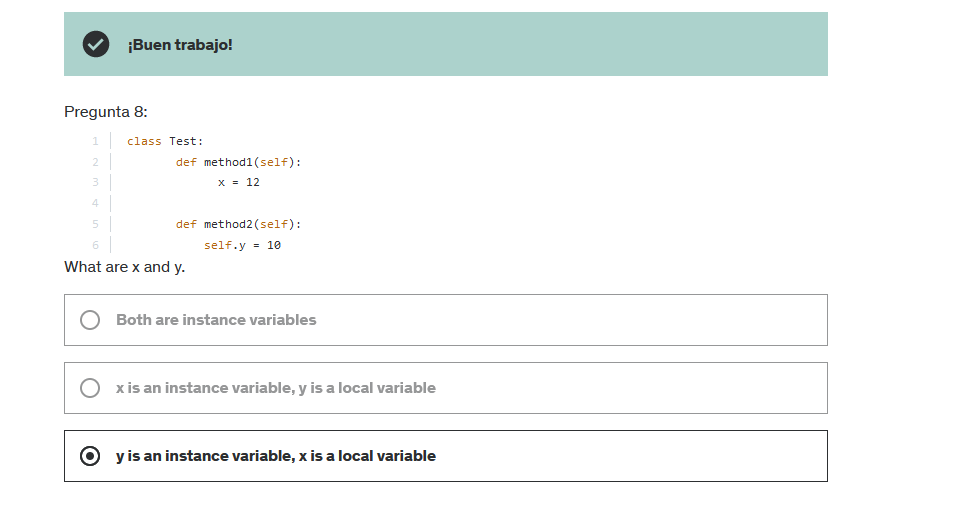 ¡Buen trabajo!
Pregunta 8:
1 class Test:
2 def method1(self):
3 x = 12
4
5 def method2(self):
6 self.y = 10
What are x and y.
Both are instance variables
x is an instance variable, y is a local variable
y is an instance variable, x is a local variable